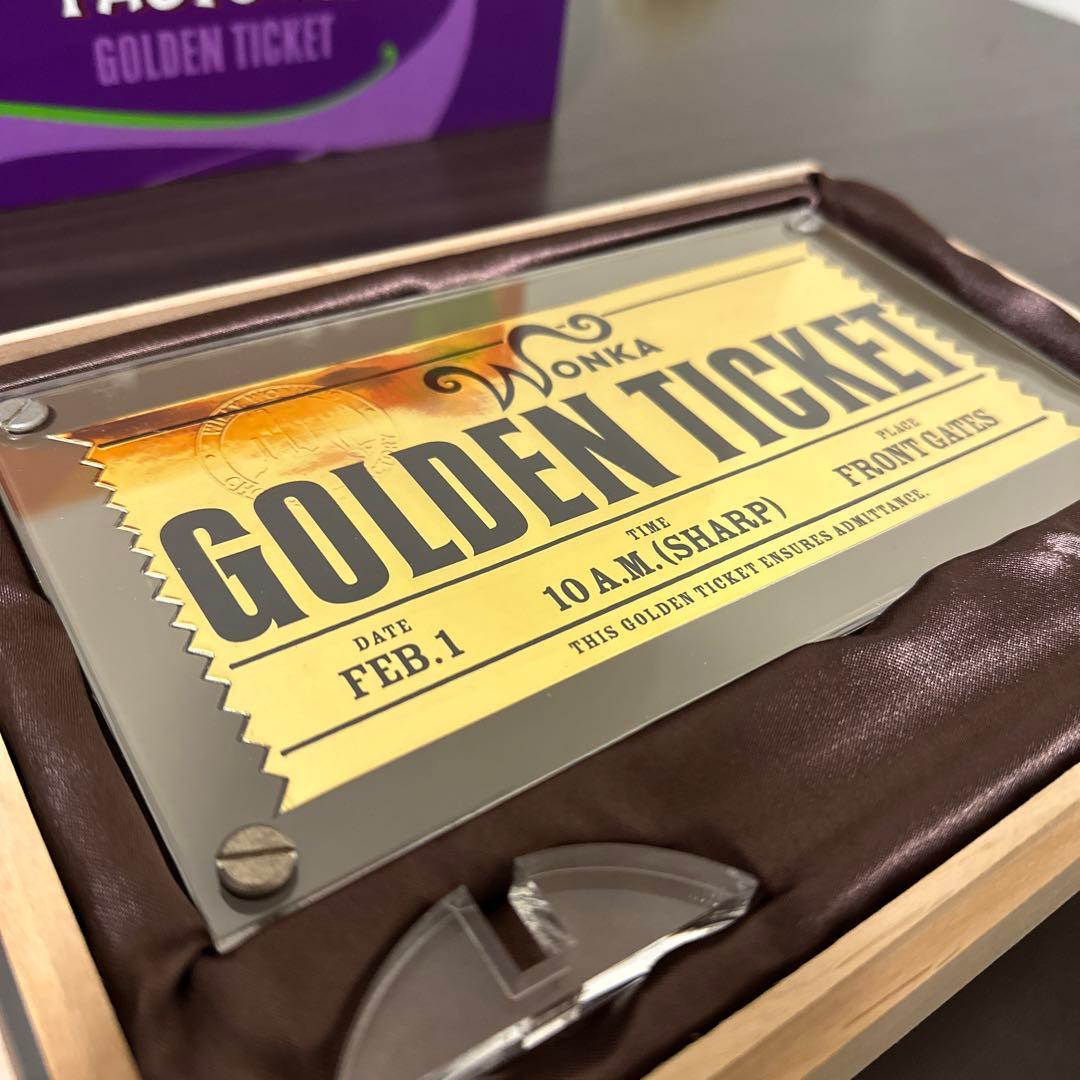 GOLDEN TICKET
WONKA
GOLDEN TICKET
DATE
FEB. 1
TIME
10 A.M. (SHARP)
PLACE
FRONT GATES
THIS GOLDEN TICKET ENSURES ADMITTANCE.